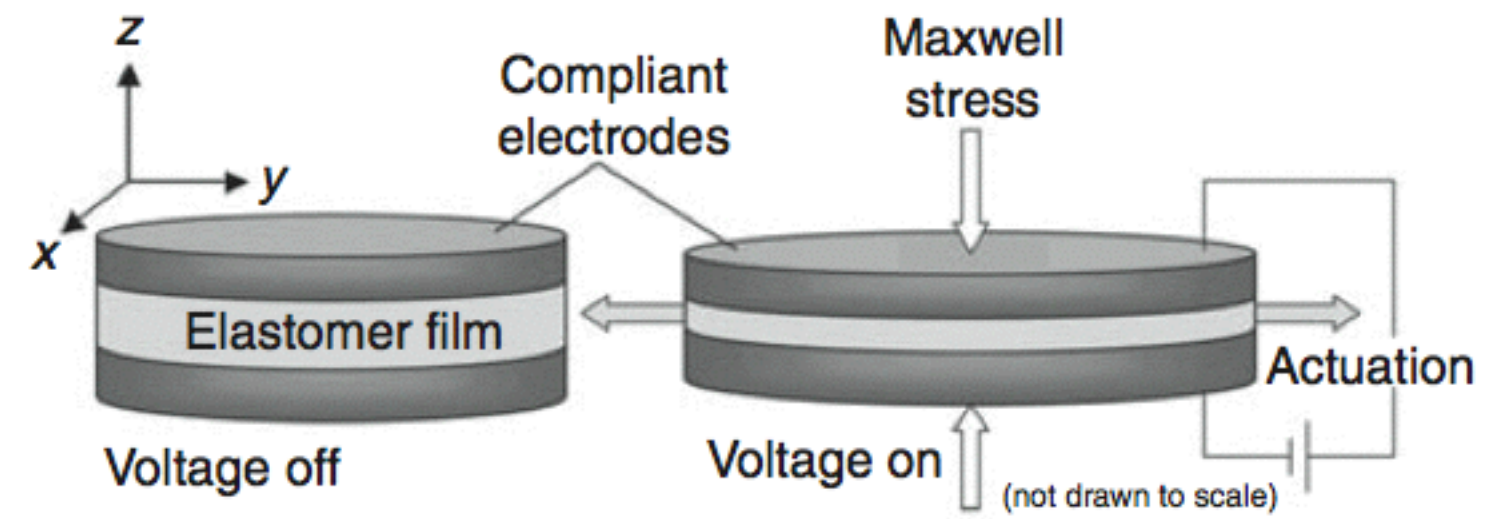 z
y
x
Compliant
electrodes
Maxwell
stress
Elastomer film
Actuation
Voltage off
Voltage on
(not drawn to scale)